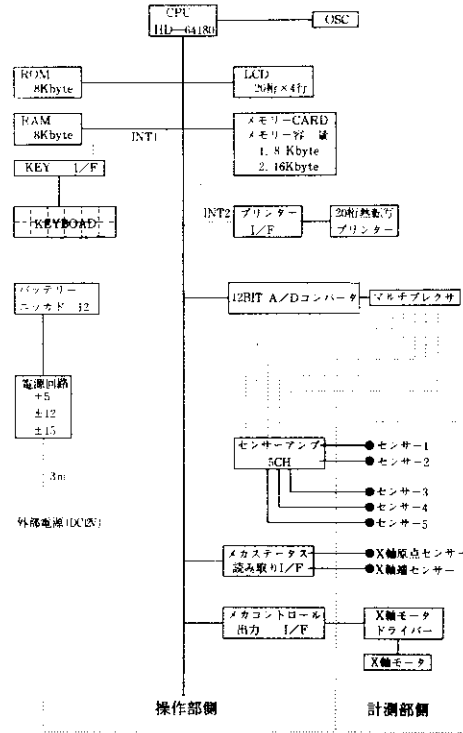 CPU
HD—64180
OSC
ROM
8Kbyte
LCD
20桁×4行
RAM
8Kbyte
INT1
メモリーCARD
メモリー容 量
1. 8 Kbyte
2. 16Kbyte
KEY I/F
KEYBOAD
INT2
プリンター
I/F
20桁熱転写
プリンター
バッテリー
ニッカド 12
12BIT A/Dコンバータ
マルチプレクサ
電源回路
+5
±12
±15
3m
外部電源(DC12V)
センサーアンプ
5CH
センサー1
センサー2
センサー3
センサー4
センサー5
メカステータス
読み取りI/F
X軸原点センサー
X軸端センサー
メカコントロール
出力 I/F
X軸モータ
ドライバー
X軸モータ
操作部側
計測部側